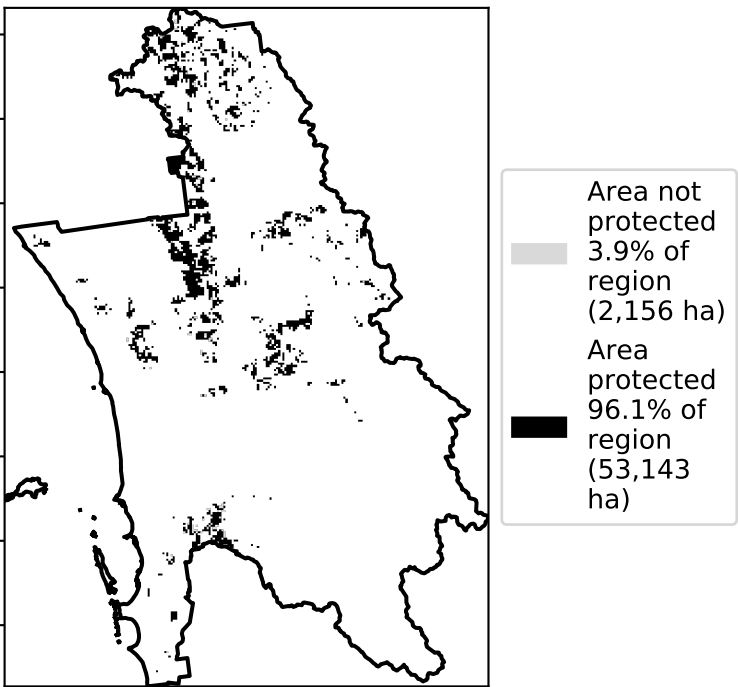 Area not
protected
3.9% of
region
(2,156 ha)
Area
protected
96.1% of
region
(53,143
ha)